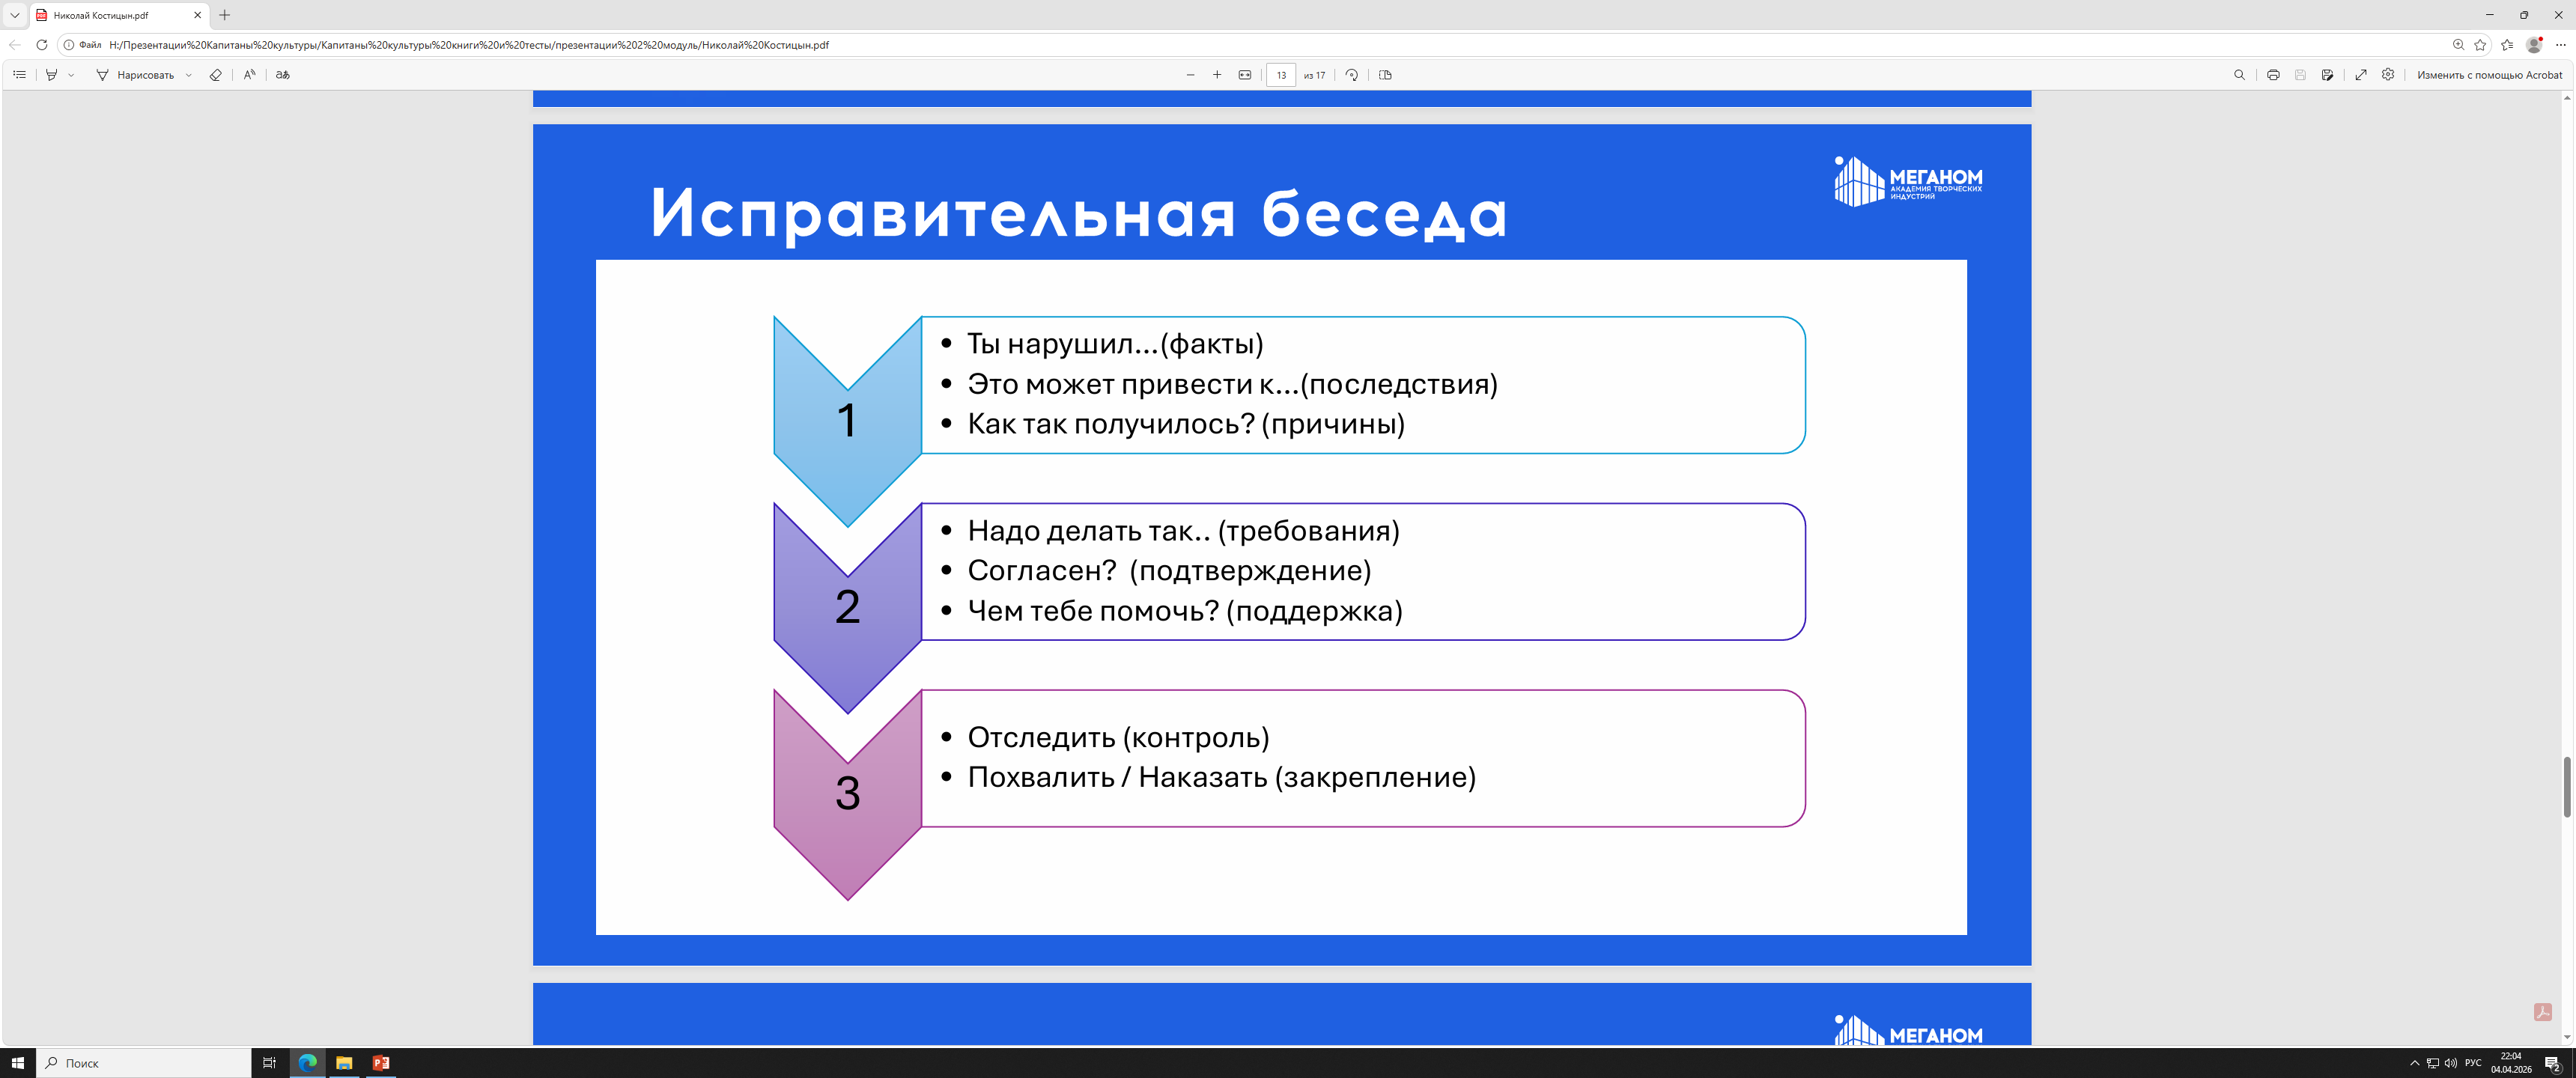 Николай Костицын.pdf
Файл
H:/Презентации%20Капитаны%20культуры/Капитаны%20культуры%20книги%20и%20тесты/презентации%202%20модуль/Николай%20Костицын.pdf
Нарисовать
аあ
13 из 17
Изменить с помощью Acrobat
МЕГАНОМ
АКАДЕМИЯ ТВОРЧЕСКИХ
ИНДУСТРИЙ
Исправительная беседа
1
• Ты нарушил...(факты)
• Это может привести к...(последствия)
• Как так получилось? (причины)
2
• Надо делать так.. (требования)
• Согласен?  (подтверждение)
• Чем тебе помочь? (поддержка)
3
• Отследить (контроль)
• Похвалить / Наказать (закрепление)
МЕГАНОМ
Поиск
РУС
22:04
04.04.2026
2